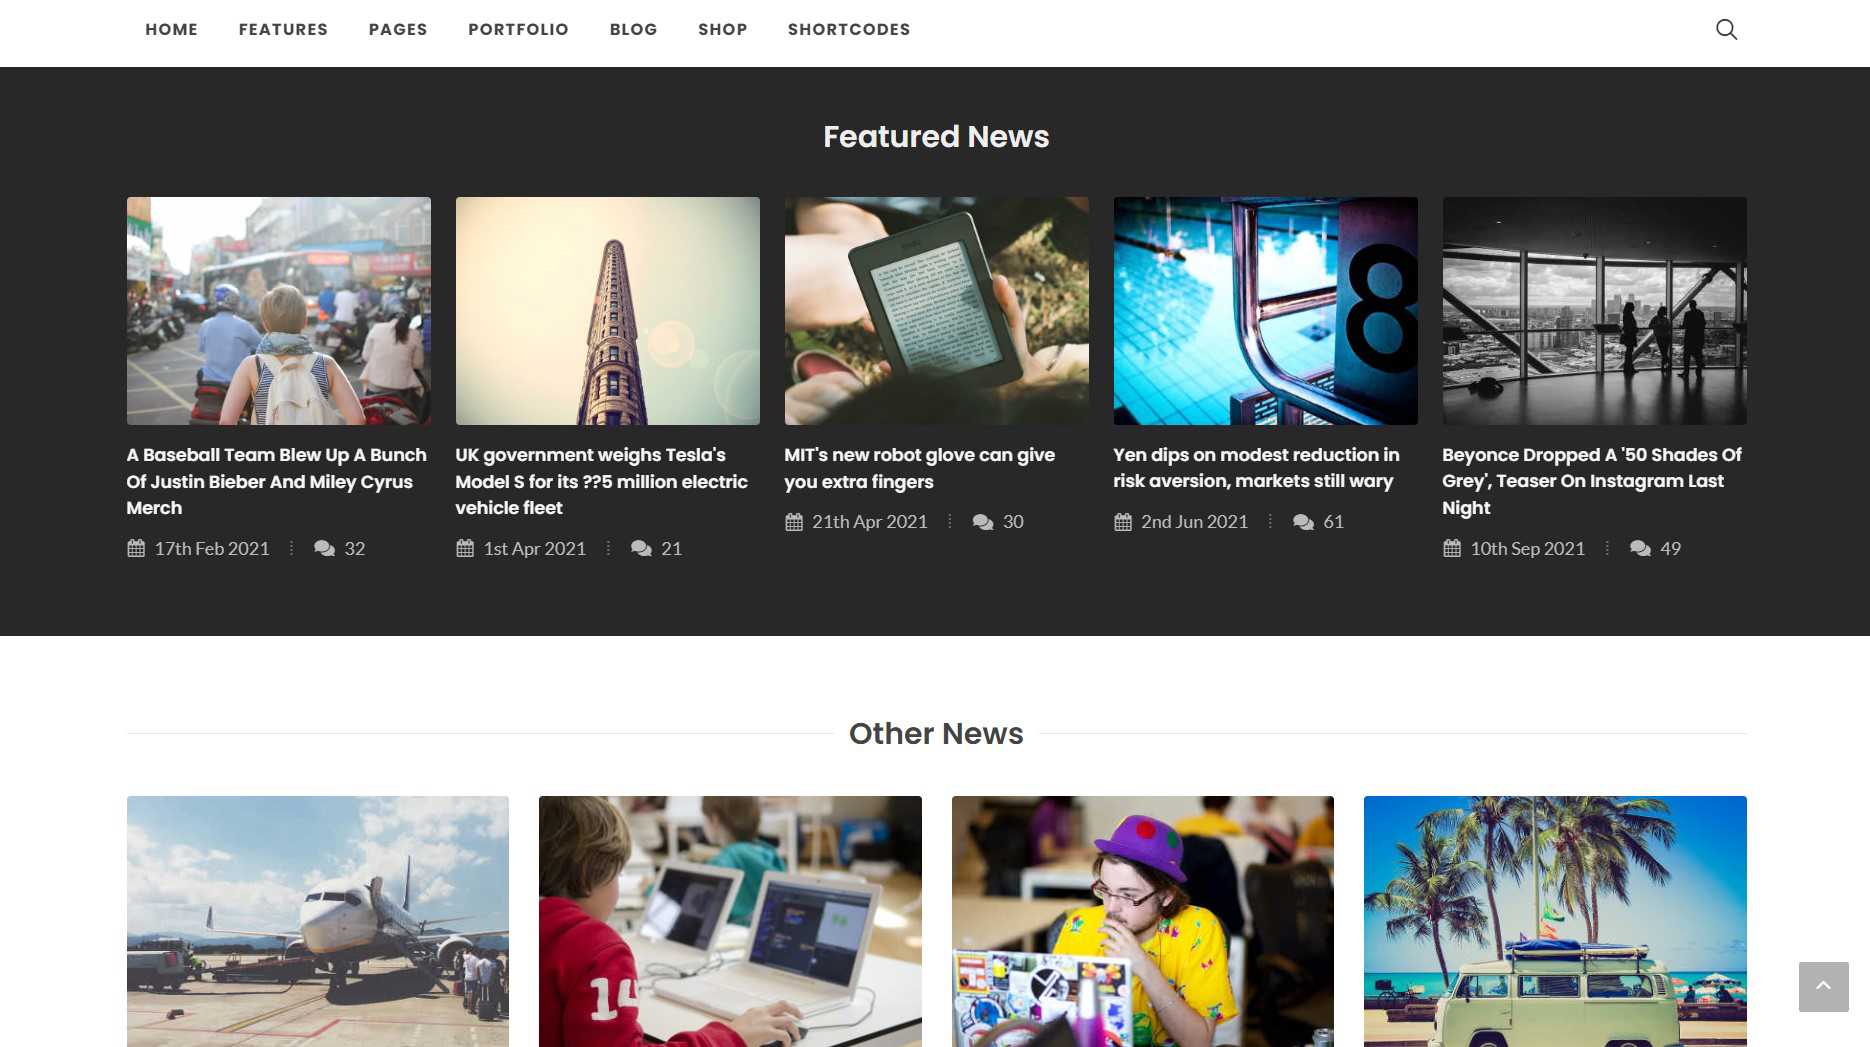 HOME FEATURES PAGES PORTFOLIO BLOG SHOP SHORTCODES
Featured News
8
A Baseball Team Blew Up A Bunch
Of Justin Bieber And Miley Cyrus
Merch
17th Feb 2021 32
UK government weighs Tesla's
Model S for its ??5 million electric
vehicle fleet
1st Apr 2021 21
MIT's new robot glove can give
you extra fingers
21th Apr 2021 30
Yen dips on modest reduction in
risk aversion, markets still wary
2nd Jun 2021 61
Beyonce Dropped A '50 Shades Of
Grey', Teaser On Instagram Last
Night
10th Sep 2021 49
Other News
14